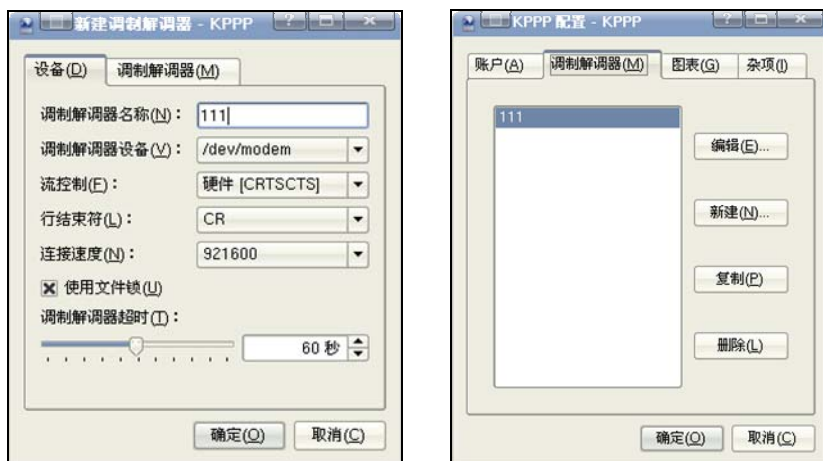 新建调制解调器 - KPPP
设备(D) 调制解调器(M)
调制解调器名称(N)： 111
调制解调器设备(V)： /dev/modem
流控制(F)： 硬件 [CRTSCTS]
行结束符(L)： CR
连接速度(N)： 921600
使用文件锁(U)
调制解调器超时(T)：
60 秒
确定(O) 取消(C)
KPPP 配置 - KPPP
账户(A) 调制解调器(M) 图表(G) 杂项(I)
111
编辑(E)...
新建(N)...
复制(P)
删除(L)
确定(O) 取消(C)